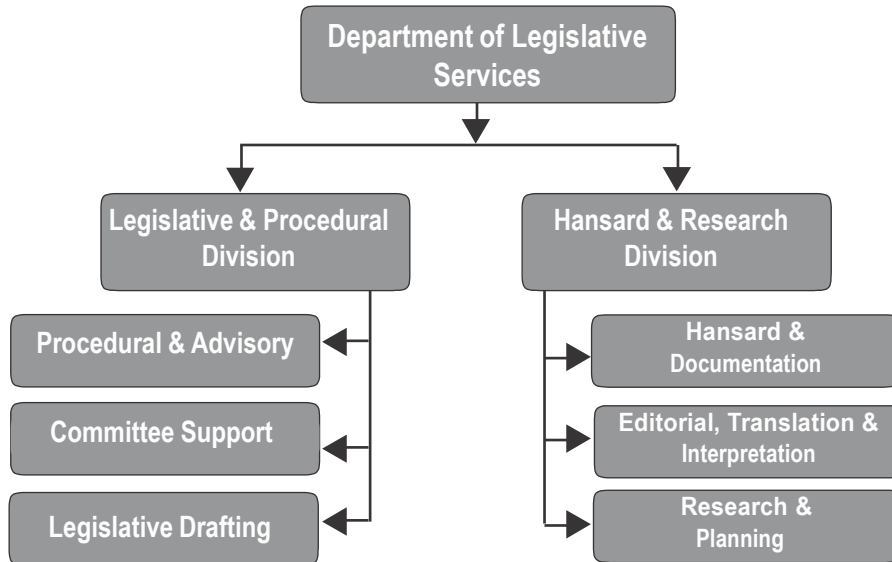 Department of Legislative
Services
Legislative & Procedural
Division
Procedural & Advisory
Committee Support
Legislative Drafting
Hansard & Research
Division
Hansard &
Documentation
Editorial, Translation &
Interpretation
Research &
Planning